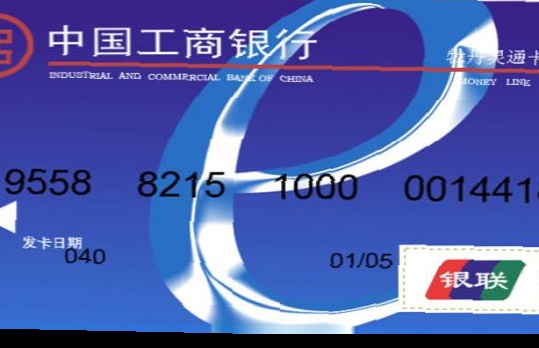 中国工商银行
INDUSTRIAL AND COMMERCIAL BANK OF CHINA
牡丹灵通卡
MONEY LINK
9558 8215 1000 001441
发卡日期
040 01/05
银联